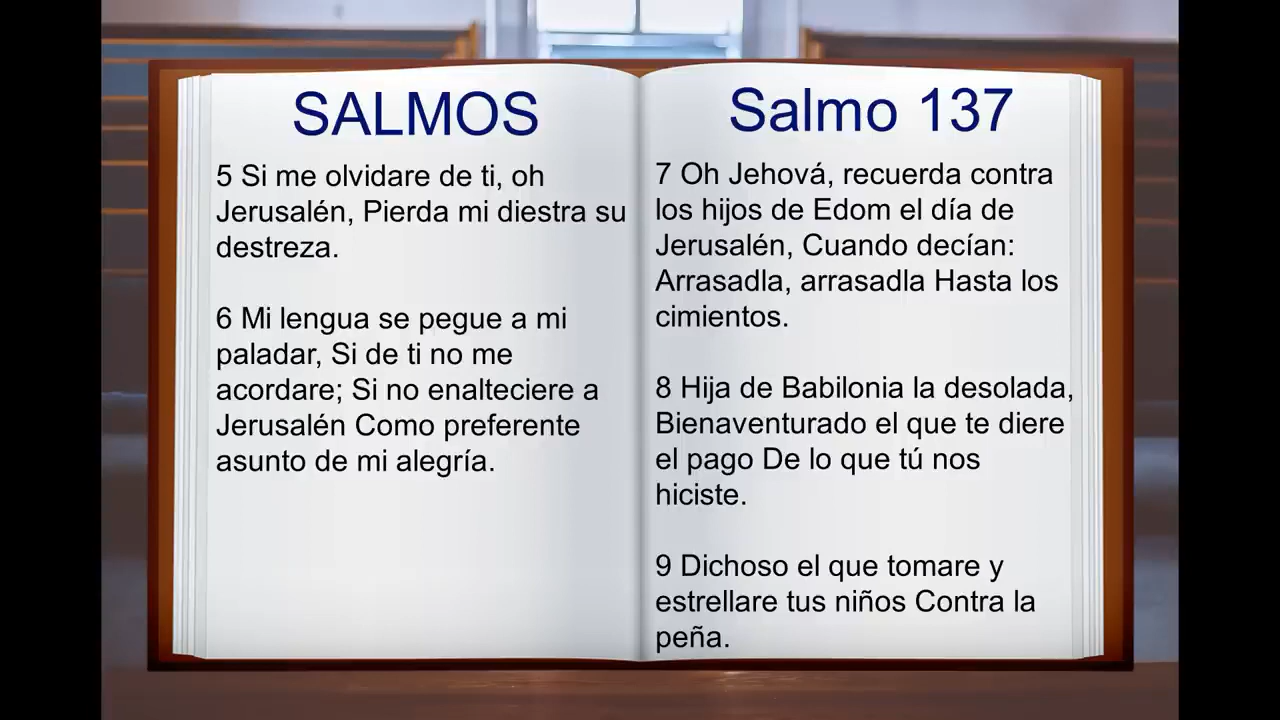 SALMOS
5 Si me olvidare de ti, oh
Jerusalén, Pierda mi diestra su
destreza.
6 Mi lengua se pegue a mi
paladar, Si de ti no me
acordare; Si no enalteciere a
Jerusalén Como preferente
asunto de mi alegría.
Salmo 137
7 Oh Jehová, recuerda contra
los hijos de Edom el día de
Jerusalén, Cuando decían:
Arrasadla, arrasadla Hasta los
cimientos.
8 Hija de Babilonia la desolada,
Bienaventurado el que te diere
el pago De lo que tú nos
hiciste.
9 Dichoso el que tomare y
estrellare tus niños Contra la
peña.